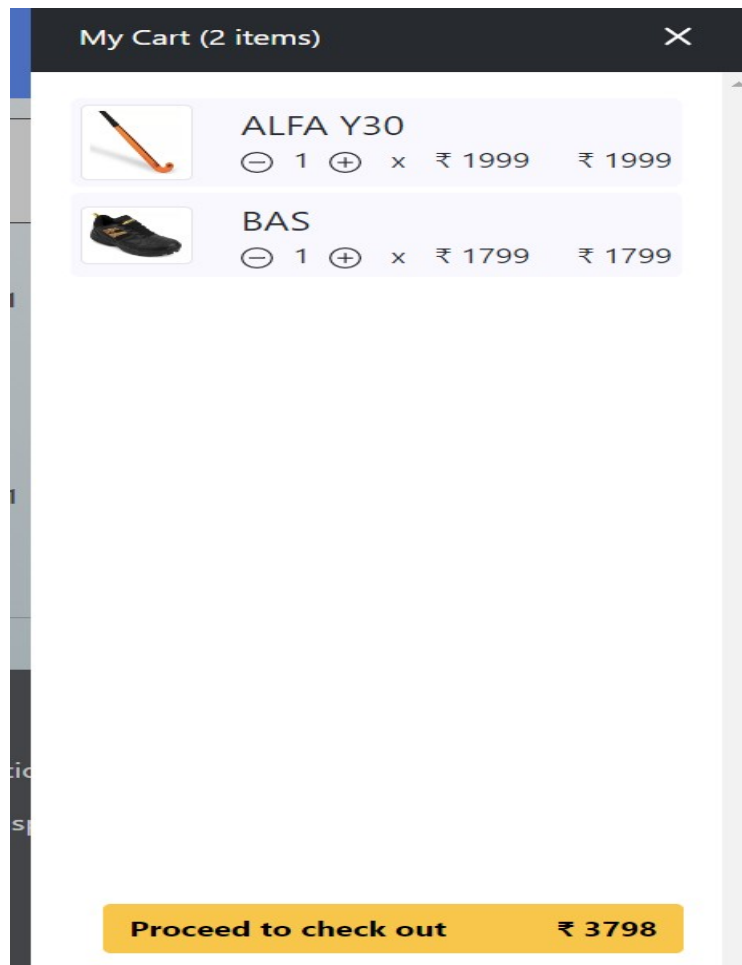 My Cart (2 items)
ALFA Y30
1 x ₹ 1999 ₹ 1999
BAS
1 x ₹ 1799 ₹ 1799
Proceed to check out ₹ 3798